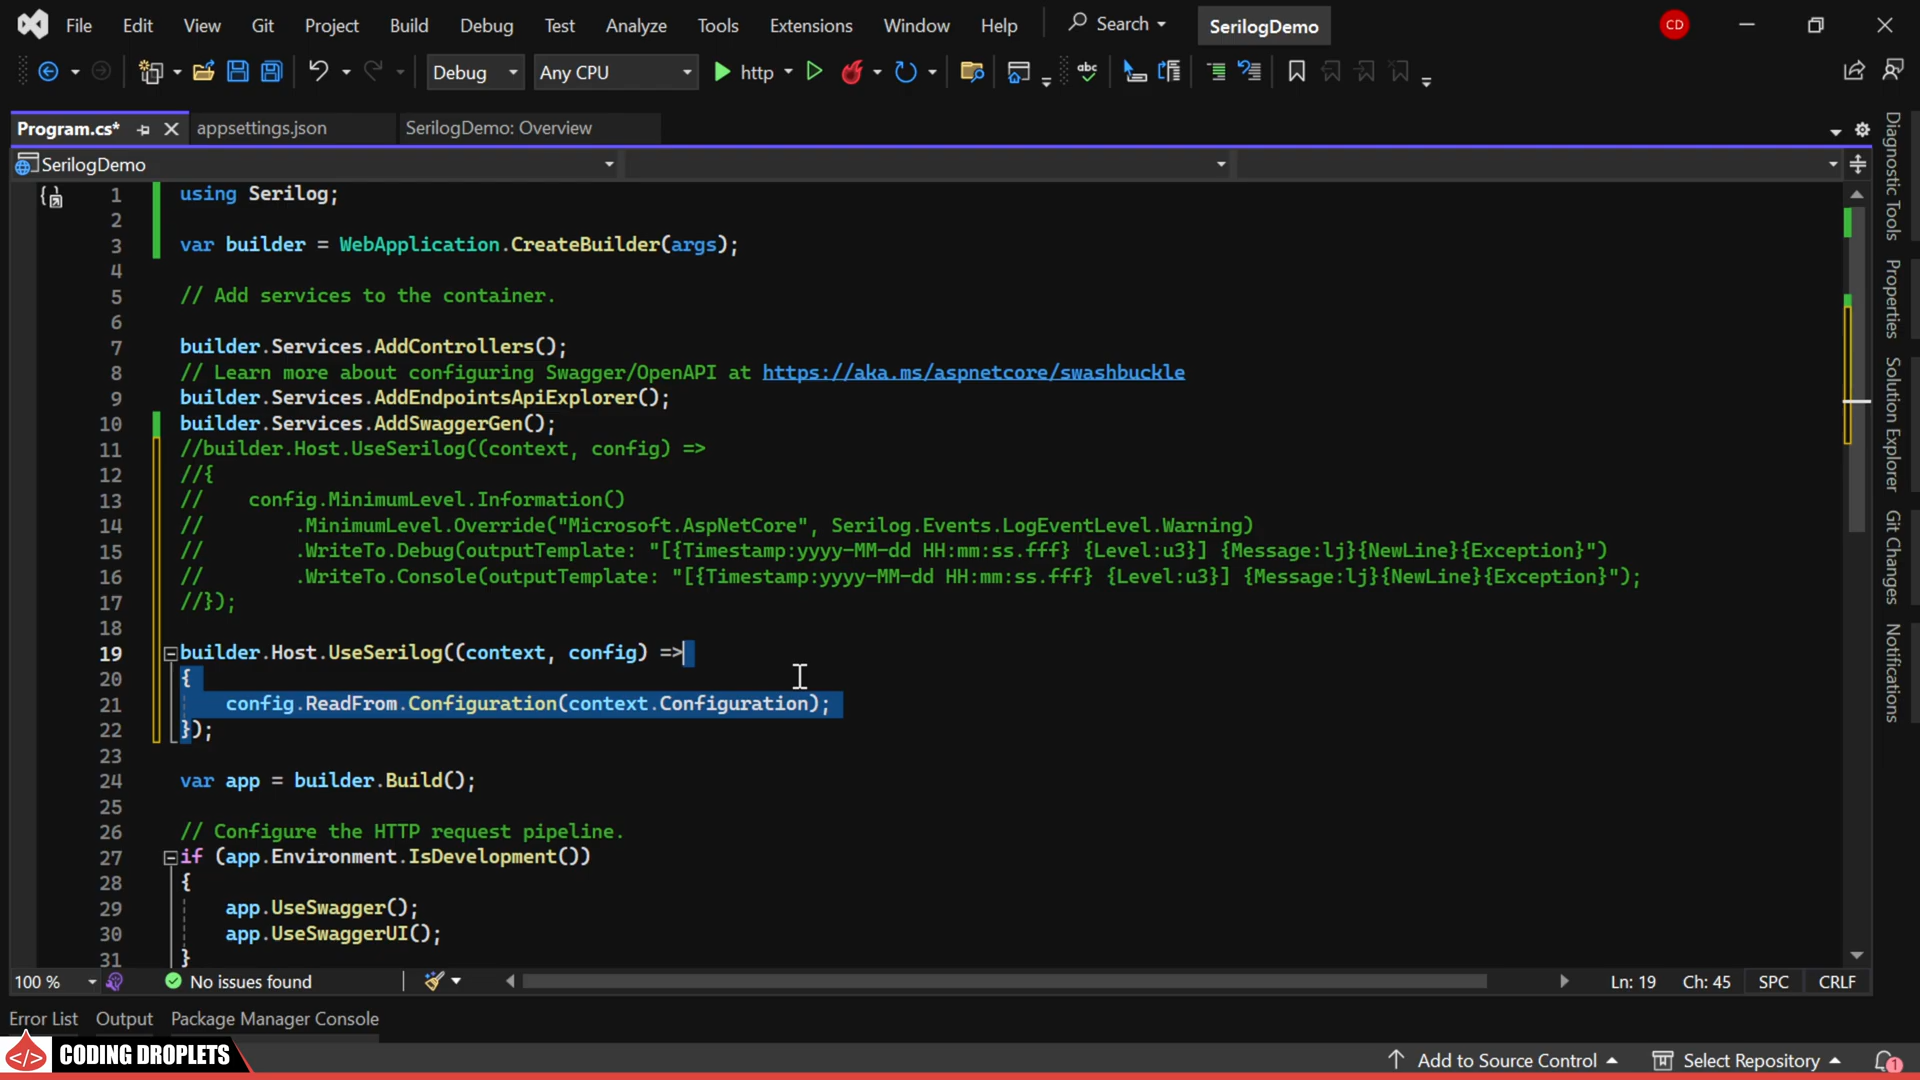 File Edit View Git Project Build Debug Test Analyze Tools Extensions Window Help Search SerilogDemo CD
Debug Any CPU http abc
Program.cs* appsettings.json SerilogDemo: Overview
SerilogDemo
1 using Serilog;
2
3 var builder = WebApplication.CreateBuilder(args);
4
5 // Add services to the container.
6
7 builder.Services.AddControllers();
8 // Learn more about configuring Swagger/OpenAPI at https://aka.ms/aspnetcore/swashbuckle
9 builder.Services.AddEndpointsApiExplorer();
10 builder.Services.AddSwaggerGen();
11 //builder.Host.UseSerilog((context, config) =>
12 //{
13 //    config.MinimumLevel.Information()
14 //        .MinimumLevel.Override("Microsoft.AspNetCore", Serilog.Events.LogEventLevel.Warning)
15 //        .WriteTo.Debug(outputTemplate: "[{Timestamp:yyyy-MM-dd HH:mm:ss.fff} {Level:u3}] {Message:lj}{NewLine}{Exception}")
16 //        .WriteTo.Console(outputTemplate: "[{Timestamp:yyyy-MM-dd HH:mm:ss.fff} {Level:u3}] {Message:lj}{NewLine}{Exception}");
17 //});
18
19 builder.Host.UseSerilog((context, config) =>
20 {
21     config.ReadFrom.Configuration(context.Configuration);
22 });
23
24 var app = builder.Build();
25
26 // Configure the HTTP request pipeline.
27 if (app.Environment.IsDevelopment())
28 {
29     app.UseSwagger();
30     app.UseSwaggerUI();
31 }
Diagnostic Tools
Properties
Solution Explorer
Git Changes
Notifications
100 % No issues found Ln: 19 Ch: 45 SPC CRLF
Error List Output Package Manager Console
</> CODING DROPLETS
Add to Source Control Select Repository 1